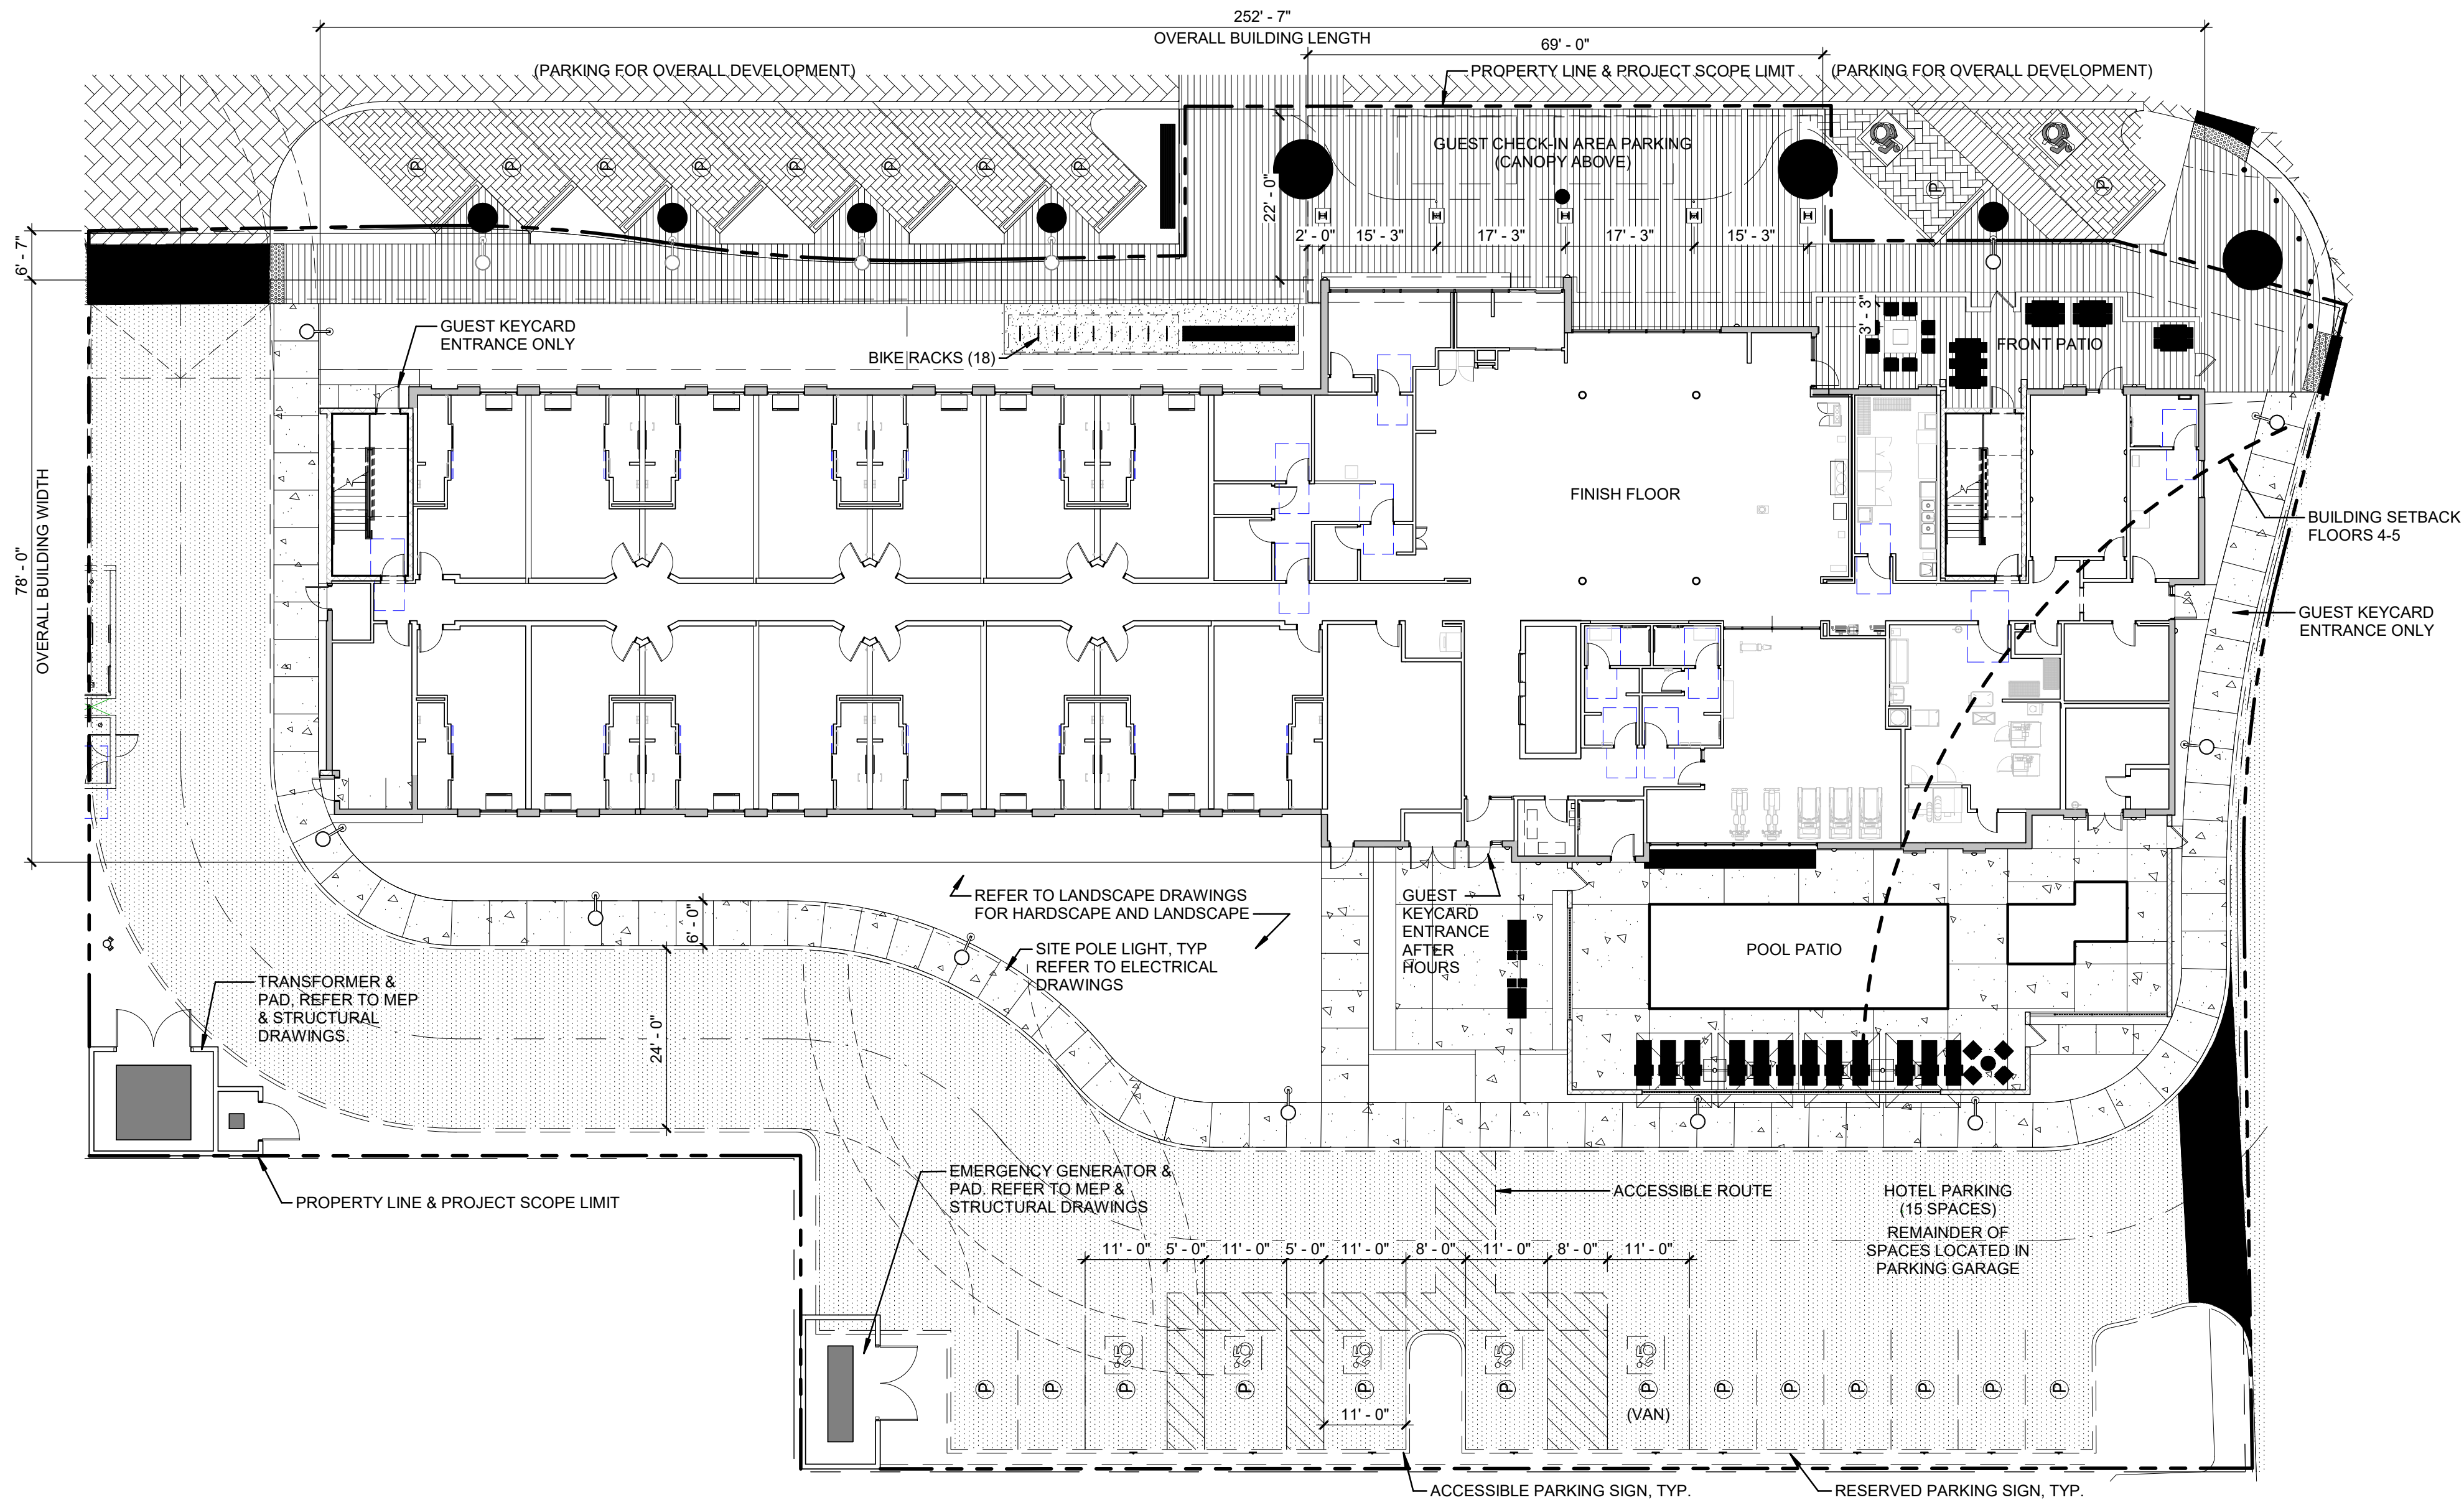 252' - 7"
OVERALL BUILDING LENGTH
69' - 0"
(PARKING FOR OVERALL DEVELOPMENT)
PROPERTY LINE & PROJECT SCOPE LIMIT
(PARKING FOR OVERALL DEVELOPMENT)
GUEST CHECK-IN AREA PARKING
(CANOPY ABOVE)
P
P
P
P
P
P
P
P
P
P
22' - 0"
6' - 7"
2' - 0"
15' - 3"
17' - 3"
17' - 3"
15' - 3"
3' - 3"
GUEST KEYCARD
ENTRANCE ONLY
BIKE RACKS (18)
FRONT PATIO
FINISH FLOOR
BUILDING SETBACK
FLOORS 4-5
78' - 0"
OVERALL BUILDING WIDTH
GUEST KEYCARD
ENTRANCE ONLY
REFER TO LANDSCAPE DRAWINGS
FOR HARDSCAPE AND LANDSCAPE
GUEST
KEYCARD
ENTRANCE
AFTER
HOURS
6' - 0"
SITE POLE LIGHT, TYP
REFER TO ELECTRICAL
DRAWINGS
POOL PATIO
TRANSFORMER &
PAD, REFER TO MEP
& STRUCTURAL
DRAWINGS.
24' - 0"
EMERGENCY GENERATOR &
PAD. REFER TO MEP &
STRUCTURAL DRAWINGS
PROPERTY LINE & PROJECT SCOPE LIMIT
ACCESSIBLE ROUTE
HOTEL PARKING
(15 SPACES)
REMAINDER OF
SPACES LOCATED IN
PARKING GARAGE
11' - 0"
5' - 0"
11' - 0"
5' - 0"
11' - 0"
8' - 0"
11' - 0"
8' - 0"
11' - 0"
P
P
P
P
P
P
P
P
P
P
P
P
P
11' - 0"
(VAN)
ACCESSIBLE PARKING SIGN, TYP.
RESERVED PARKING SIGN, TYP.